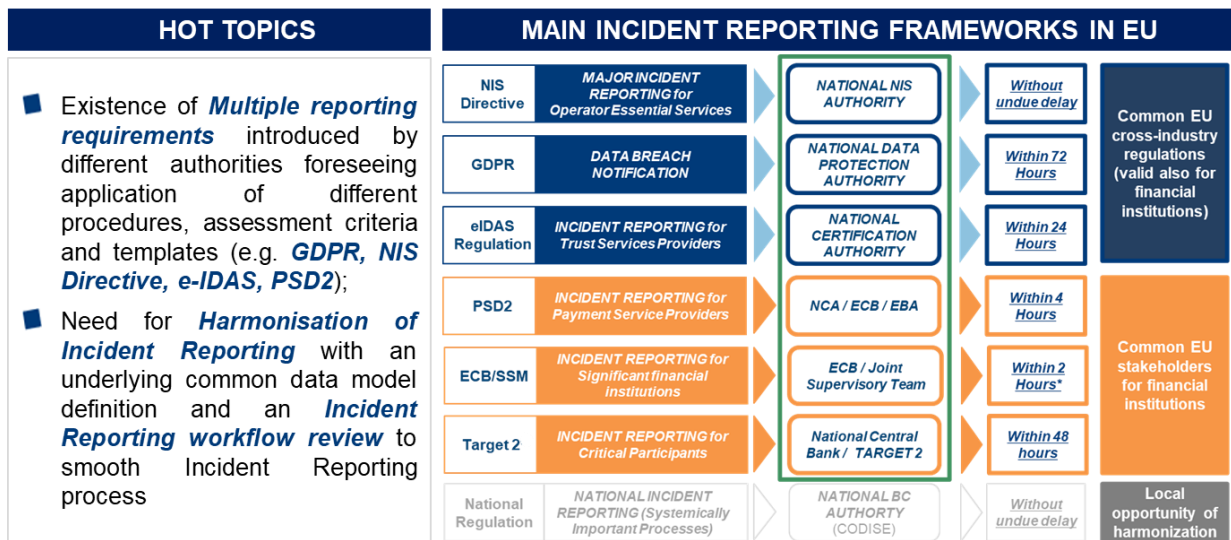 HOT TOPICS
Existence of Multiple reporting
requirements introduced by
different authorities foreseeing
application of different
procedures, assessment criteria
and templates (e.g. GDPR, NIS
Directive, e-IDAS, PSD2);
Need for Harmonisation of
Incident Reporting with an
underlying common data model
definition and an Incident
Reporting workflow review to
smooth Incident Reporting
process
MAIN INCIDENT REPORTING FRAMEWORKS IN EU
NIS
Directive
MAJOR INCIDENT
REPORTING for
Operator Essential Services
NATIONAL NIS
AUTHORITY
Without
undue delay
GDPR
DATA BREACH
NOTIFICATION
NATIONAL DATA
PROTECTION
AUTHORITY
Within 72
Hours
eIDAS
Regulation
INCIDENT REPORTING for
Trust Services Providers
NATIONAL
CERTIFICATION
AUTHORITY
Within 24
Hours
Common EU
cross-industry
regulations
(valid also for
financial
institutions)
PSD2
INCIDENT REPORTING for
Payment Service Providers
NCA / ECB / EBA
Within 4
Hours
ECB/SSM
INCIDENT REPORTING for
Significant financial
institutions
ECB / Joint
Supervisory Team
Within 2
Hours*
Target 2
INCIDENT REPORTING for
Critical Participants
National Central
Bank / TARGET 2
Within 48
hours
Common EU
stakeholders
for financial
institutions
National
Regulation
NATIONAL INCIDENT
REPORTING (Systemically
Important Processes)
NATIONAL BC
AUTHORTY
(CODISE)
Without
undue delay
Local
opportunity of
harmonization